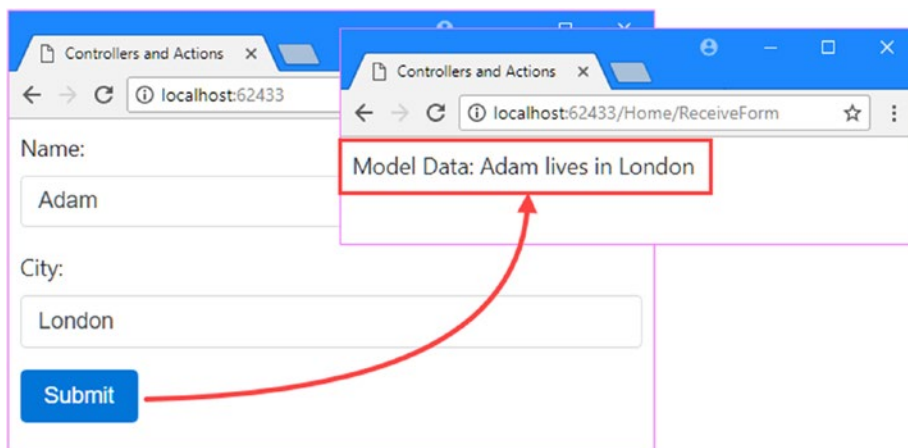 Controllers and Actions
localhost:62433
Name:
Adam
City:
London
Submit
Controllers and Actions
localhost:62433/Home/ReceiveForm
Model Data: Adam lives in London